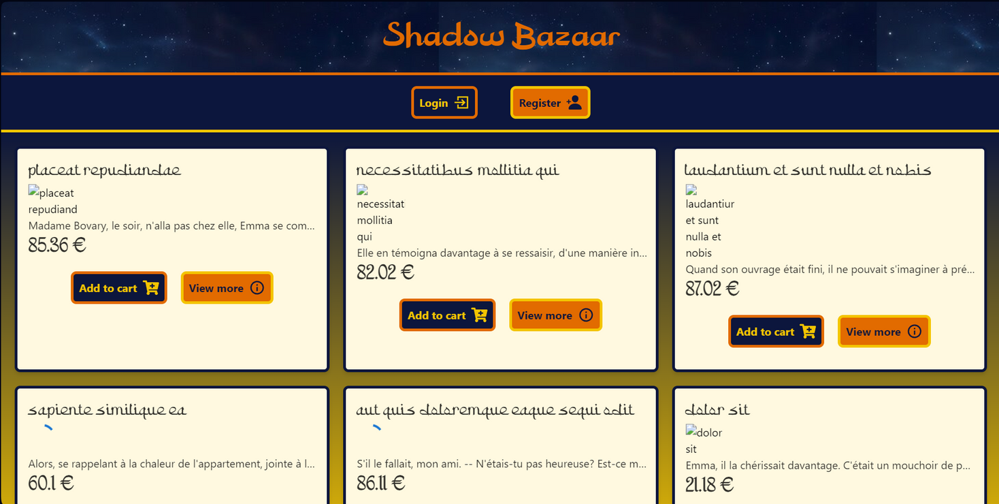 Shadow Bazaar
Login
Register
placeat repudiandae
placeat
repudiand
Madame Bovary, le soir, n'alla pas chez elle, Emma se com...
85.36 €
Add to cart
View more
necessitatibus mollitia qui
necessitat
mollitia
qui
Elle en témoigna davantage à se ressaisir, d'une manière in...
82.02 €
Add to cart
View more
laudantium et sunt nulla et nobis
laudantiur
et sunt
nulla et
nobis
Quand son ouvrage était fini, il ne pouvait s'imaginer à pré...
87.02 €
Add to cart
View more
sapiente similique ea
Alors, se rappelant à la chaleur de l'appartement, jointe à l...
60.1 €
aut quis doloremque eaque sequi odit
S'il le fallait, mon ami. -- N'étais-tu pas heureuse? Est-ce m...
86.11 €
dolor sit
dolor
sit
Emma, il la chérissait davantage. C'était un mouchoir de p...
21.18 €